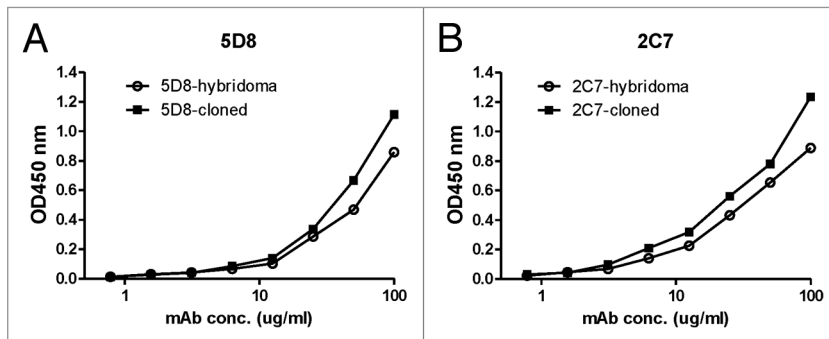 A
5D8
1.4
1.2
1.0
0.8
0.6
0.4
0.2
0.0
OD450 nm
5D8-hybridoma
5D8-cloned
1
10
100
mAb conc. (ug/ml)
B
2C7
1.4
1.2
1.0
0.8
0.6
0.4
0.2
0.0
OD450 nm
2C7-hybridoma
2C7-cloned
1
10
100
mAb conc. (ug/ml)